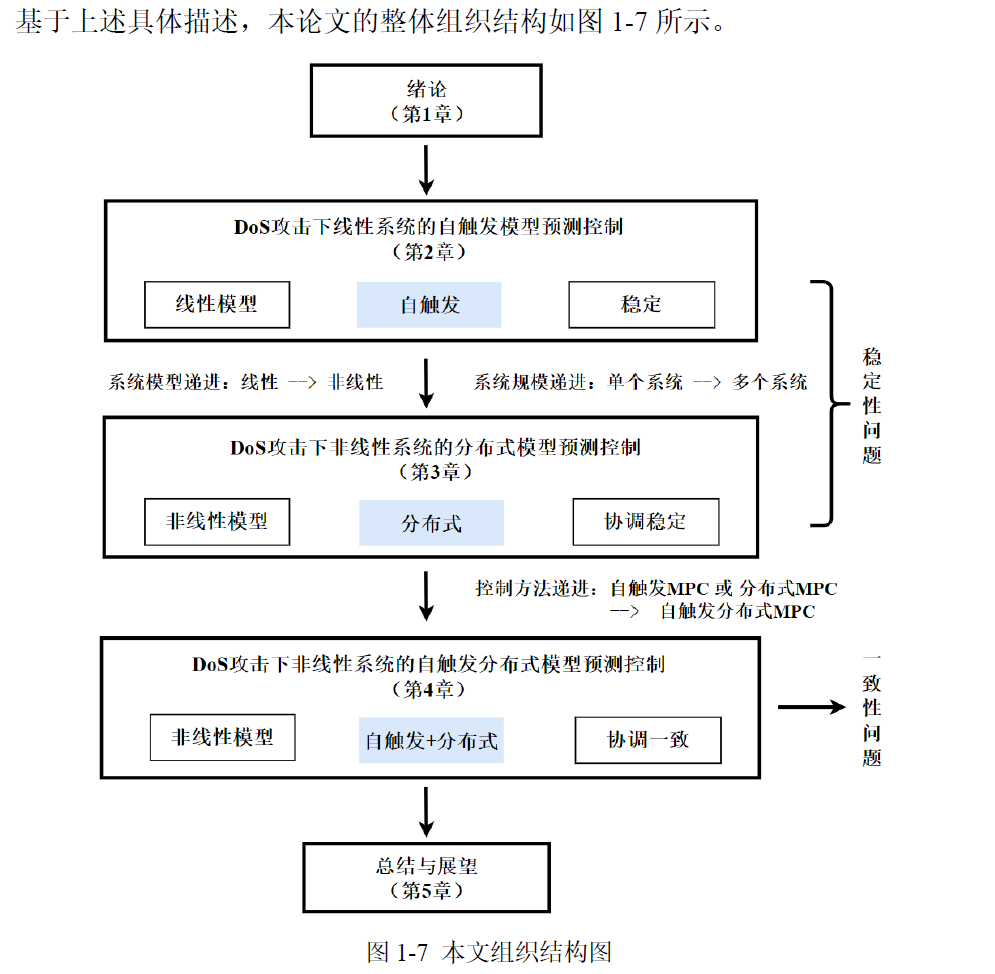 基于上述具体描述，本论文的整体组织结构如图 1-7 所示。
绪论
（第1章）
DoS攻击下线性系统的自触发模型预测控制
（第2章）
线性模型
自触发
稳定
系统模型递进：线性 --> 非线性
系统规模递进：单个系统 --> 多个系统
稳定性问题
DoS攻击下非线性系统的分布式模型预测控制
（第3章）
非线性模型
分布式
协调稳定
控制方法递进：自触发MPC 或 分布式MPC
--> 自触发分布式MPC
DoS攻击下非线性系统的自触发分布式模型预测控制
（第4章）
非线性模型
自触发+分布式
协调一致
一致性问题
总结与展望
（第5章）
图 1-7 本文组织结构图